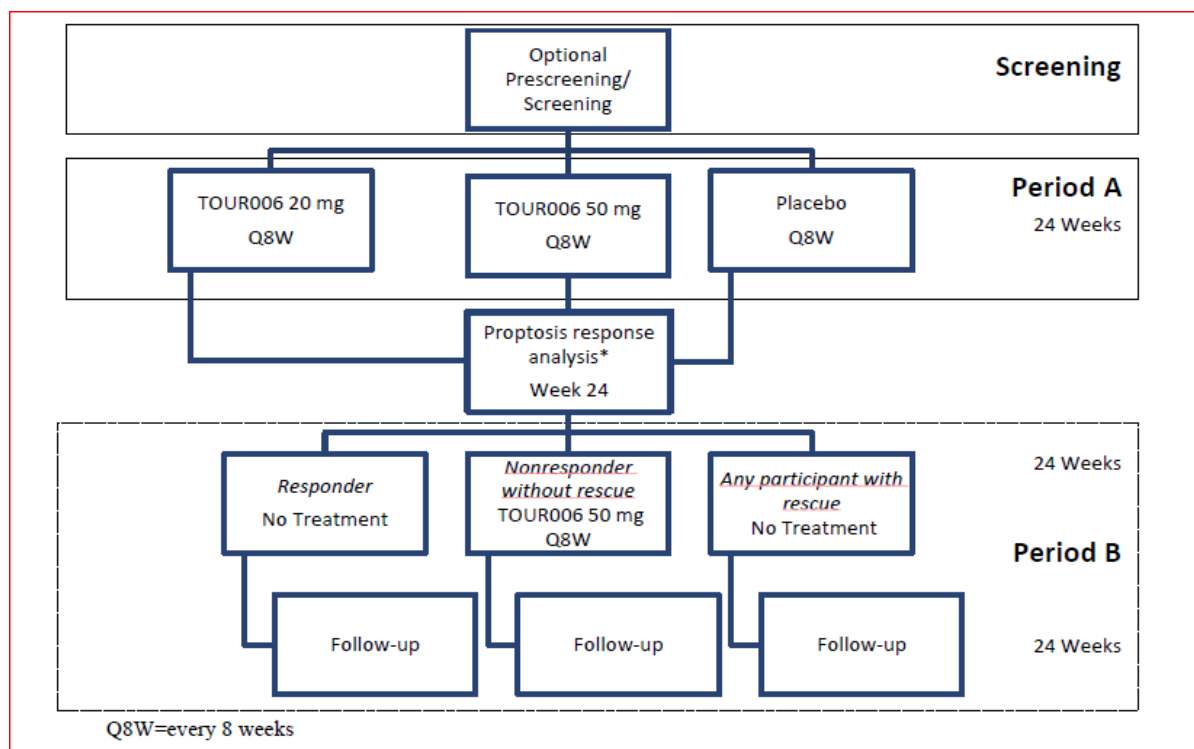 Optional
Prescreening/
Screening
Screening
TOUR006 20 mg
Q8W
TOUR006 50 mg
Q8W
Placebo
Q8W
Period A
24 Weeks
Proptosis response
analysis*
Week 24
Responder
No Treatment
Nonresponder
without rescue
TOUR006 50 mg
Q8W
Any participant with
rescue
No Treatment
24 Weeks
Period B
Follow-up
Follow-up
Follow-up
24 Weeks
Q8W=every 8 weeks